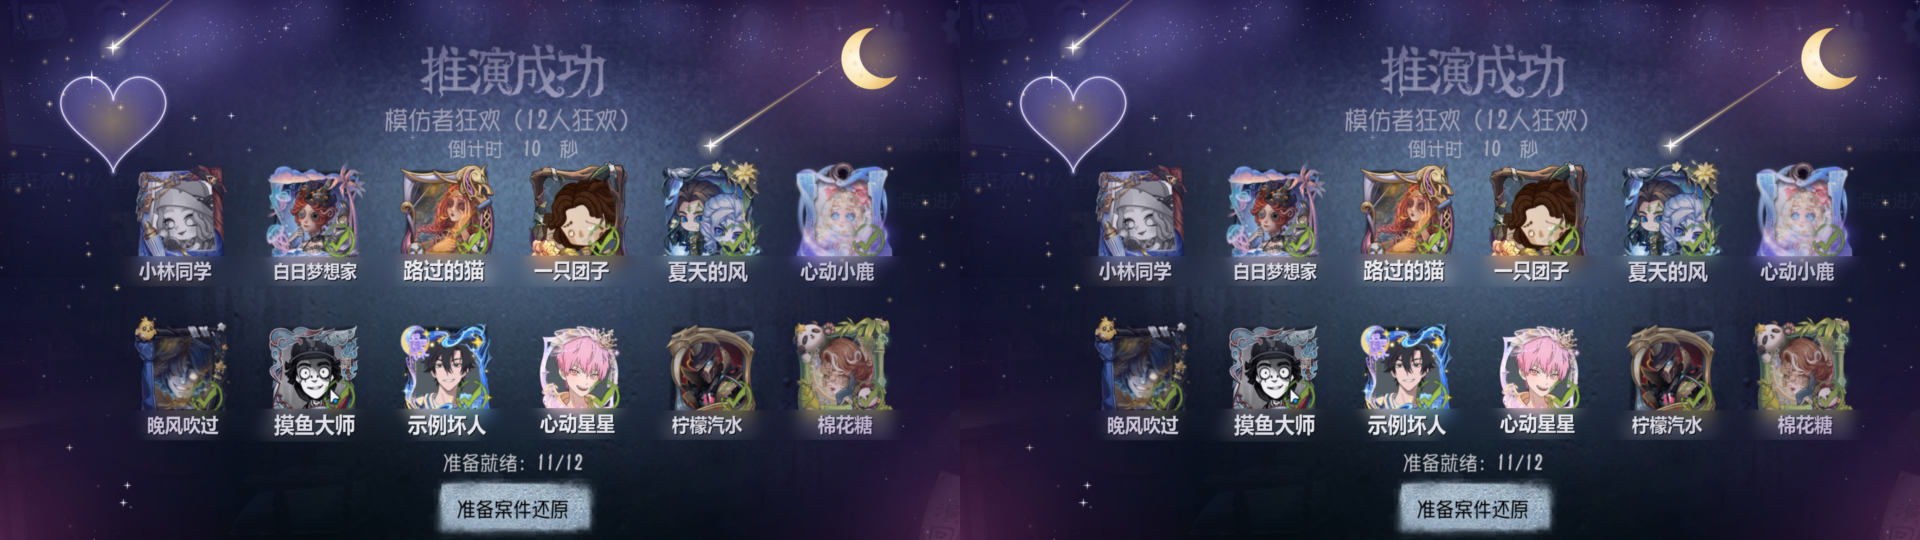 推演成功
模仿者狂欢（12人狂欢）
倒计时 10 秒
小林同学 白日梦想家 路过的猫 一只团子 夏天的风 心动小鹿
晚风吹过 摸鱼大师 示例坏人 心动星星 柠檬汽水 棉花糖
准备就绪：11/12
准备案件还原
推演成功
模仿者狂欢（12人狂欢）
倒计时 10 秒
小林同学 白日梦想家 路过的猫 一只团子 夏天的风 心动小鹿
晚风吹过 摸鱼大师 示例坏人 心动星星 柠檬汽水 棉花糖
准备就绪：11/12
准备案件还原